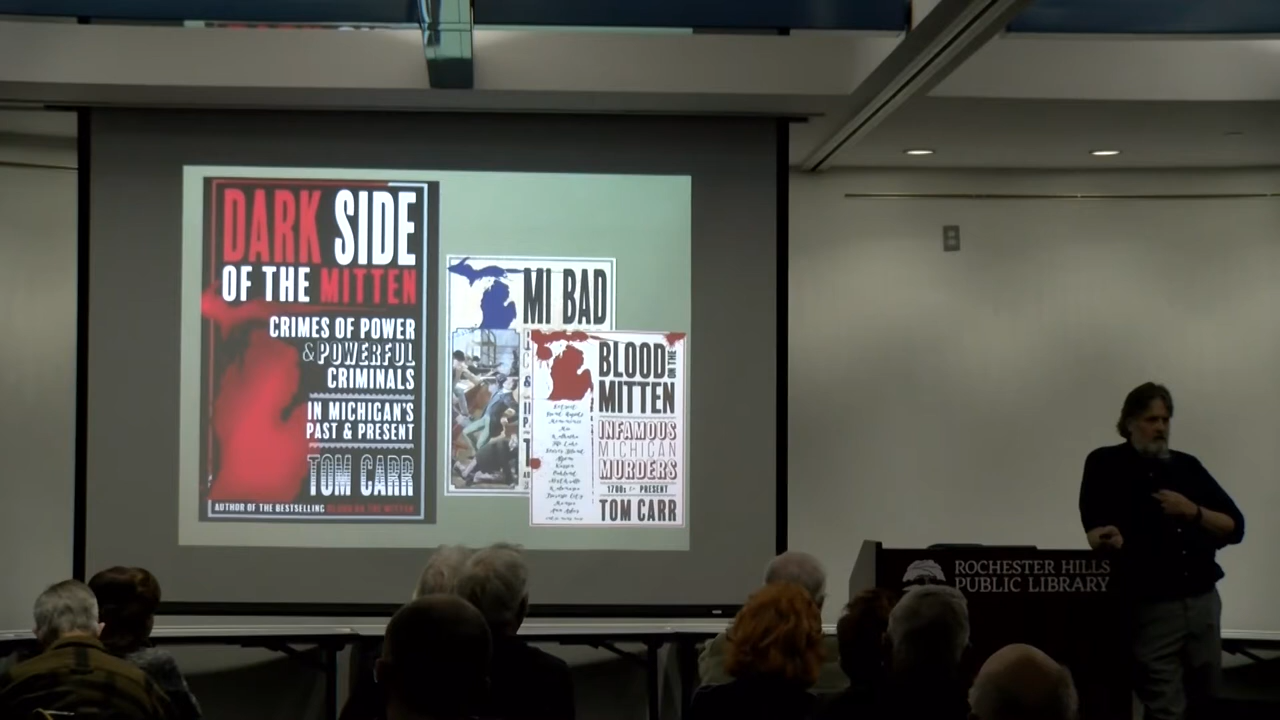 DARK SIDE
OF THE MITTEN
CRIMES OF POWER
& POWERFUL
CRIMINALS
IN MICHIGAN'S
PAST & PRESENT
TOM CARR
AUTHOR OF THE BESTSELLING BLOOD ON THE MITTEN
MI BAD
BLOOD
ON THE
MITTEN
INFAMOUS
MICHIGAN
MURDERS
1700s to PRESENT
TOM CARR
ROCHESTER HILLS
PUBLIC LIBRARY